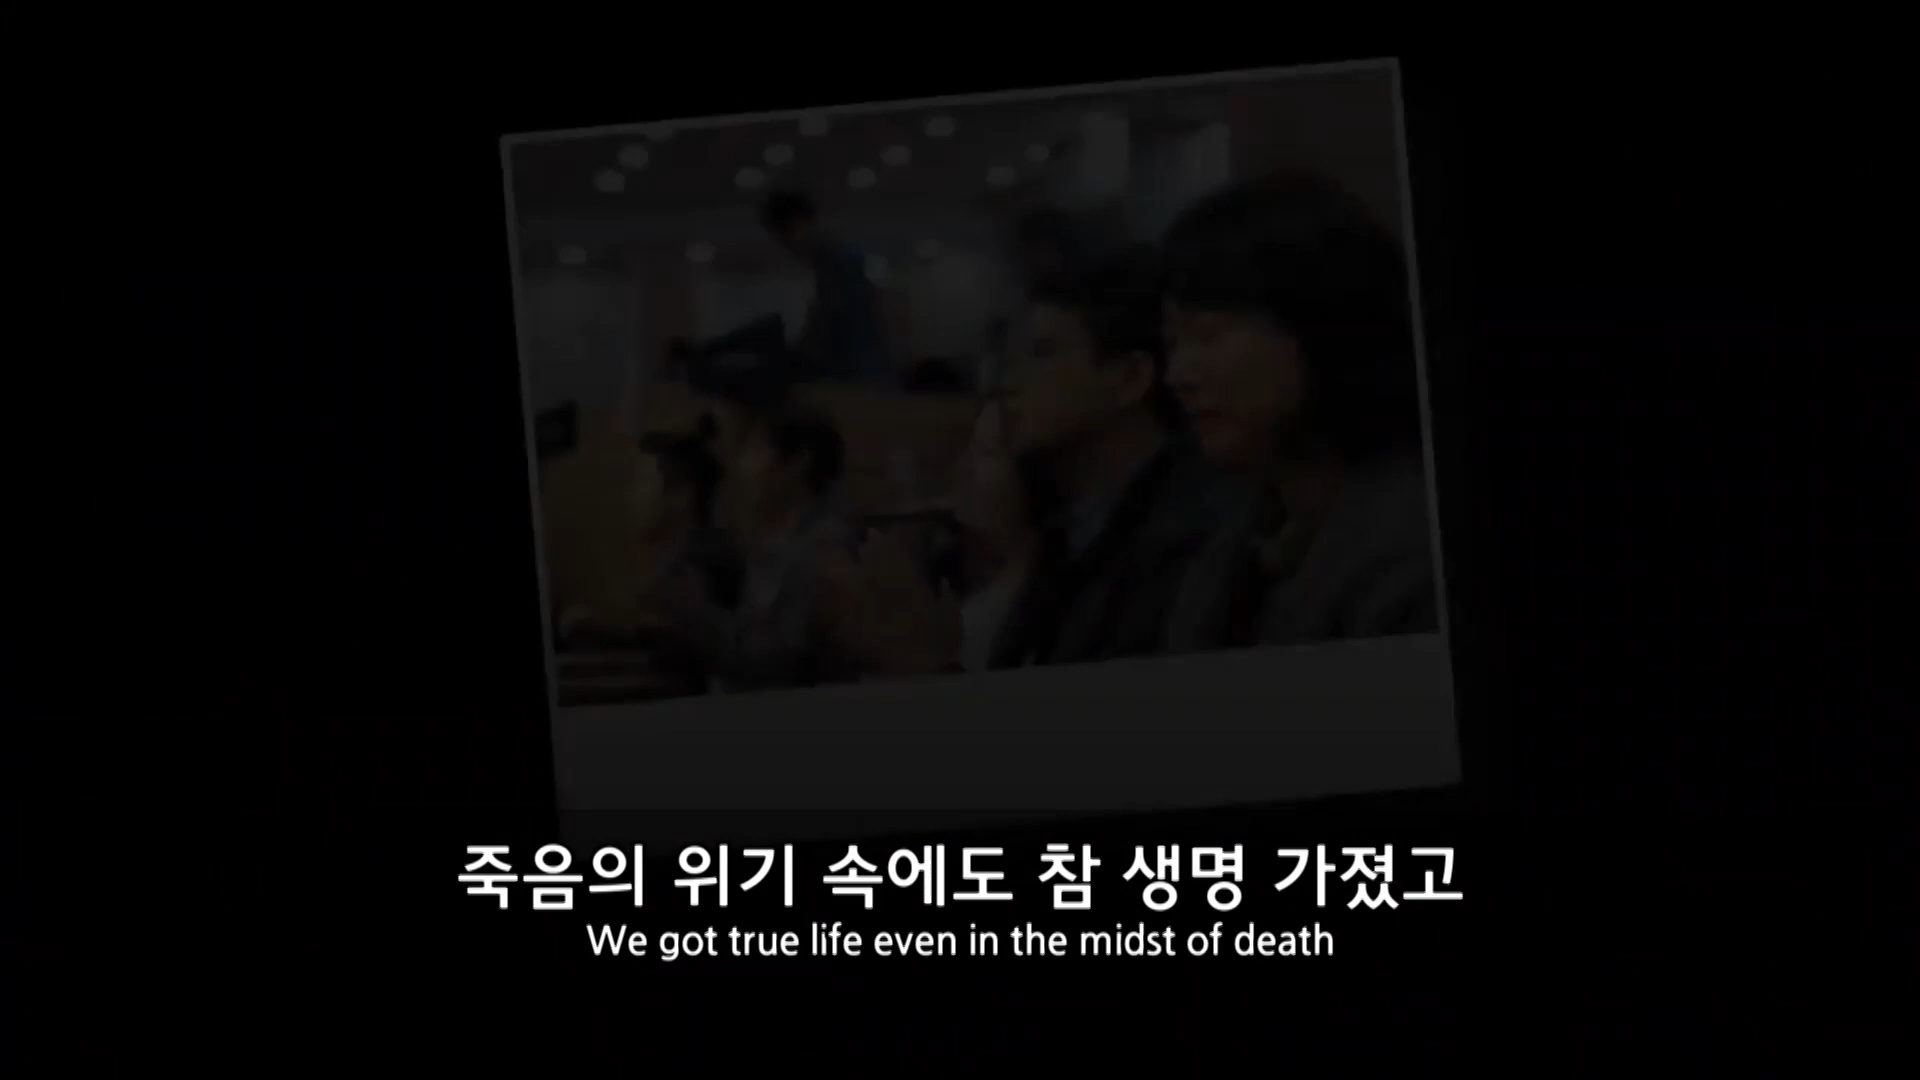 죽음의 위기 속에도 참 생명 가졌고
We got true life even in the midst of death